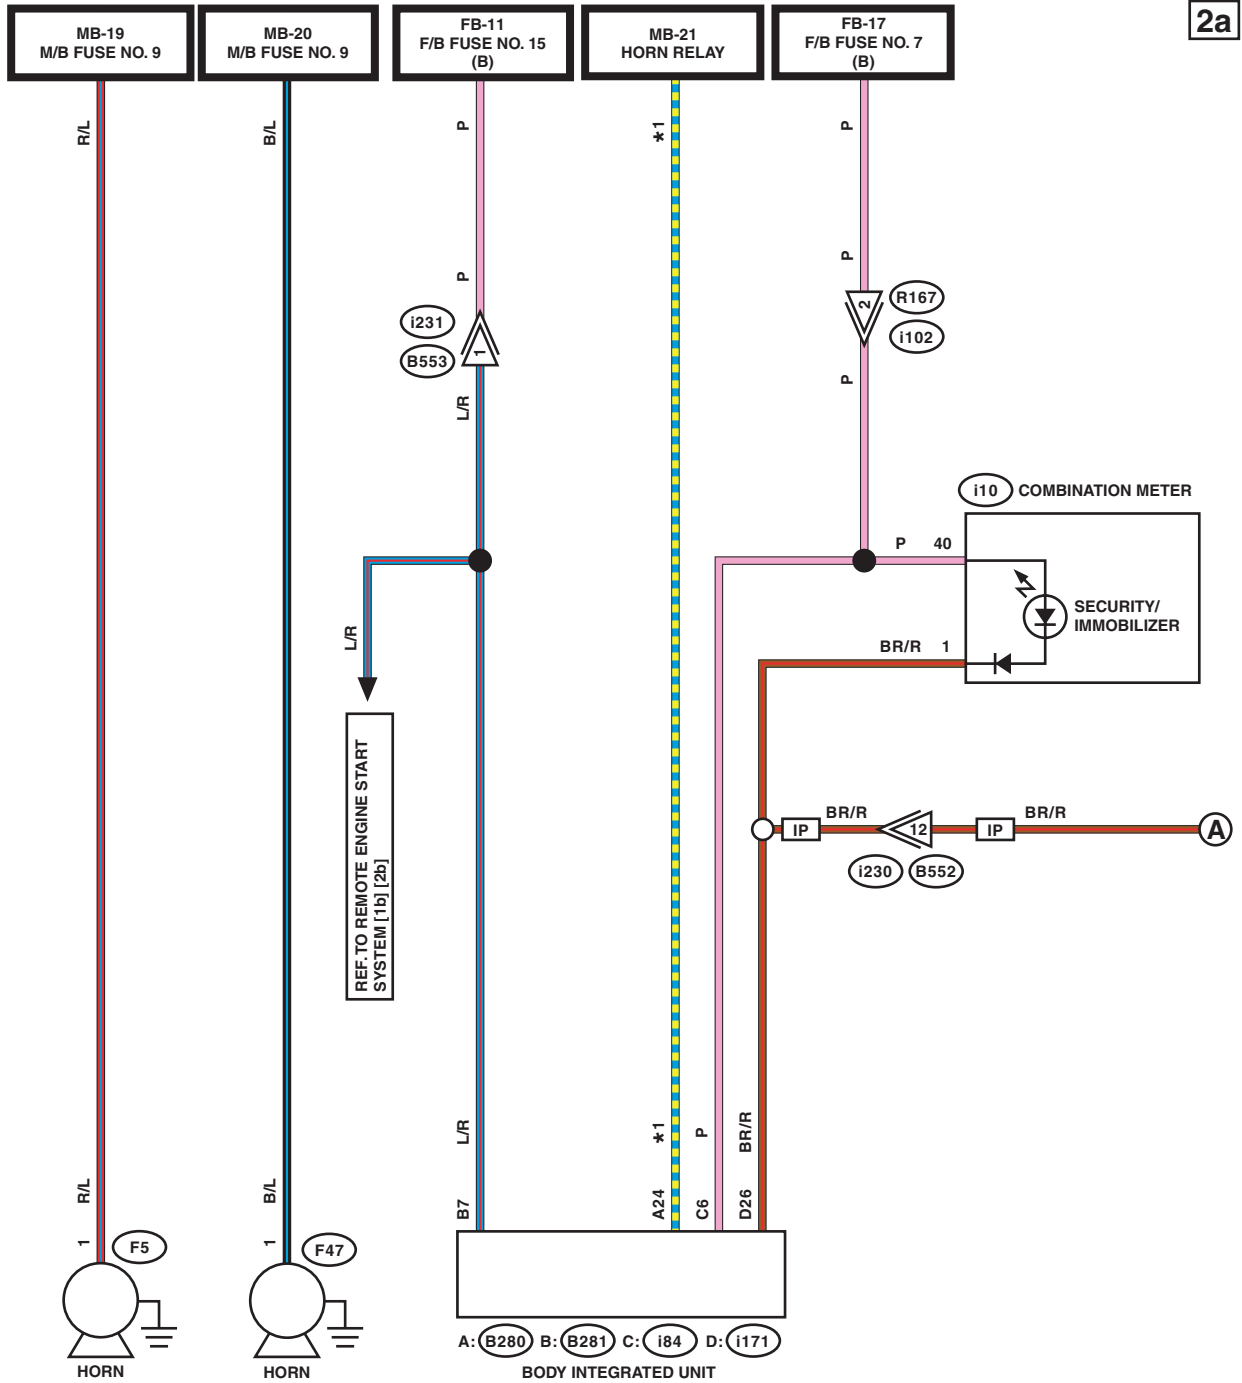 2a
MB-19
M/B FUSE NO. 9
MB-20
M/B FUSE NO. 9
FB-11
F/B FUSE NO. 15
(B)
MB-21
HORN RELAY
FB-17
F/B FUSE NO. 7
(B)
R/L
B/L
P
*1
P
P
P
i231
B553
1
2
R167
i102
L/R
P
i10 COMBINATION METER
P 40
SECURITY/
IMMOBILIZER
BR/R 1
L/R
REF. TO REMOTE ENGINE START
SYSTEM [1b] [2b]
IP
BR/R
12
IP
BR/R
A
i230
B552
R/L
B/L
L/R
*1
P
BR/R
1
1
B7
A24
C6
D26
F5
F47
HORN
HORN
A: B280 B: B281 C: i84 D: i171
BODY INTEGRATED UNIT